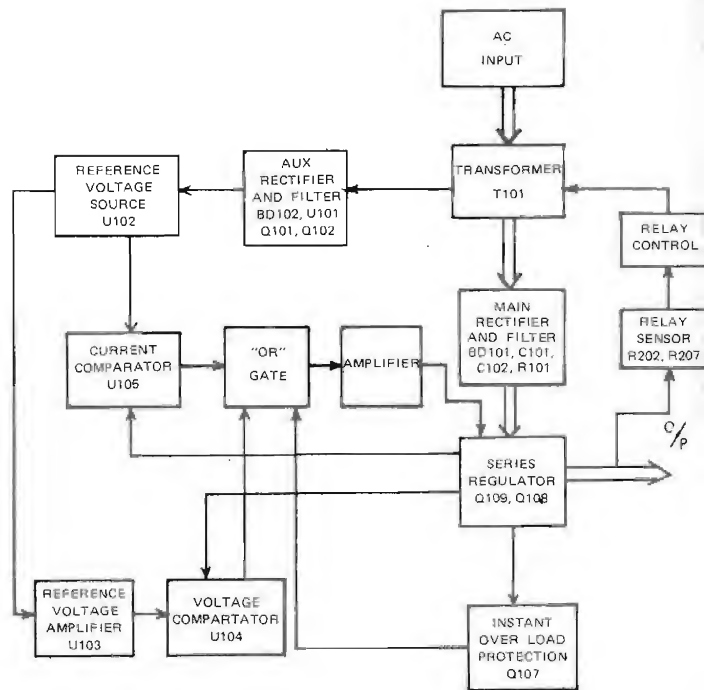 AC
INPUT
REFERENCE
VOLTAGE
SOURCE
U102
AUX
RECTIFIER
AND FILTER
BD102, U101
Q101, Q102
TRANSFORMER
T101
RELAY
CONTROL
CURRENT
COMPARATOR
U105
"OR"
GATE
AMPLIFIER
MAIN
RECTIFIER
AND FILTER
BD101, C101,
C102, R101
RELAY
SENSOR
R202, R207
O/P
SERIES
REGULATOR
Q109, Q108
REFERENCE
VOLTAGE
AMPLIFIER
U103
VOLTAGE
COMPARTATOR
U104
INSTANT
OVER LOAD
PROTECTION
Q107